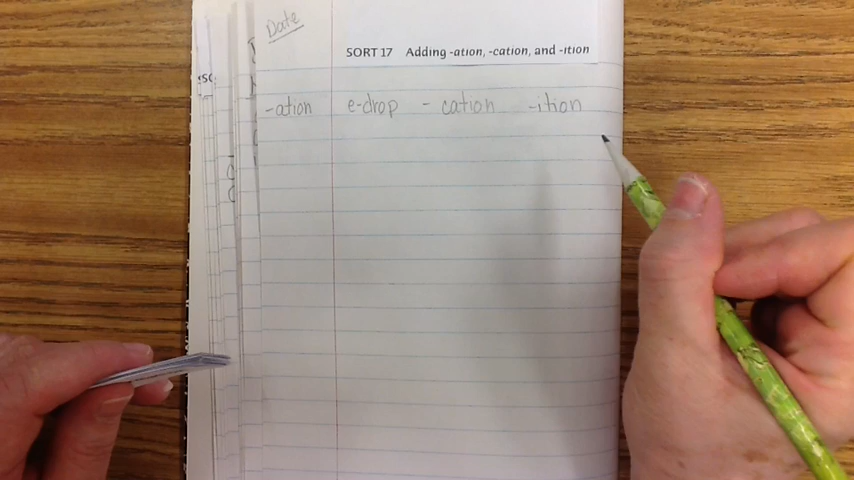 Date
SORT 17 Adding -ation, -cation, and -ition
-ation e-drop - cation -ition